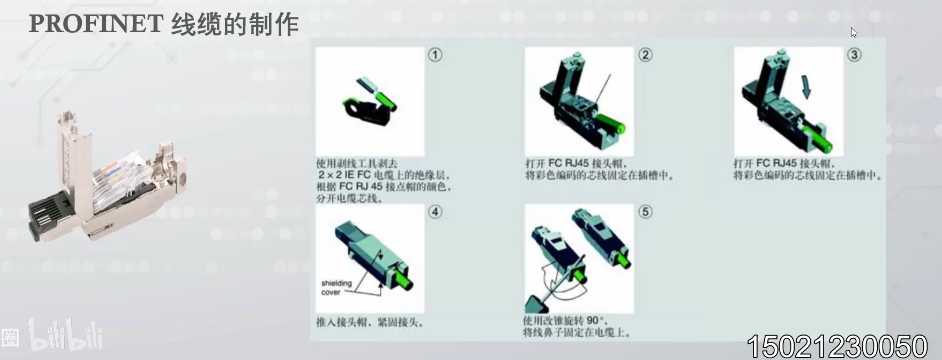 PROFINET 线缆的制作
①
使用剥线工具剥去
2 × 2 IE FC 电缆上的绝缘层，
根据 FC RJ 45 接点帽的颜色，
分开电缆芯线。
②
打开 FC RJ45 接头帽，
将彩色编码的芯线固定在插槽中。
③
打开 FC RJ45 接头帽，
将彩色编码的芯线固定在插槽中。
④
shielding
cover
推入接头帽、紧固接头。
⑤
使用改锥旋转 90°，
将线鼻子固定在电缆上。
圈 bilibili
15021230050